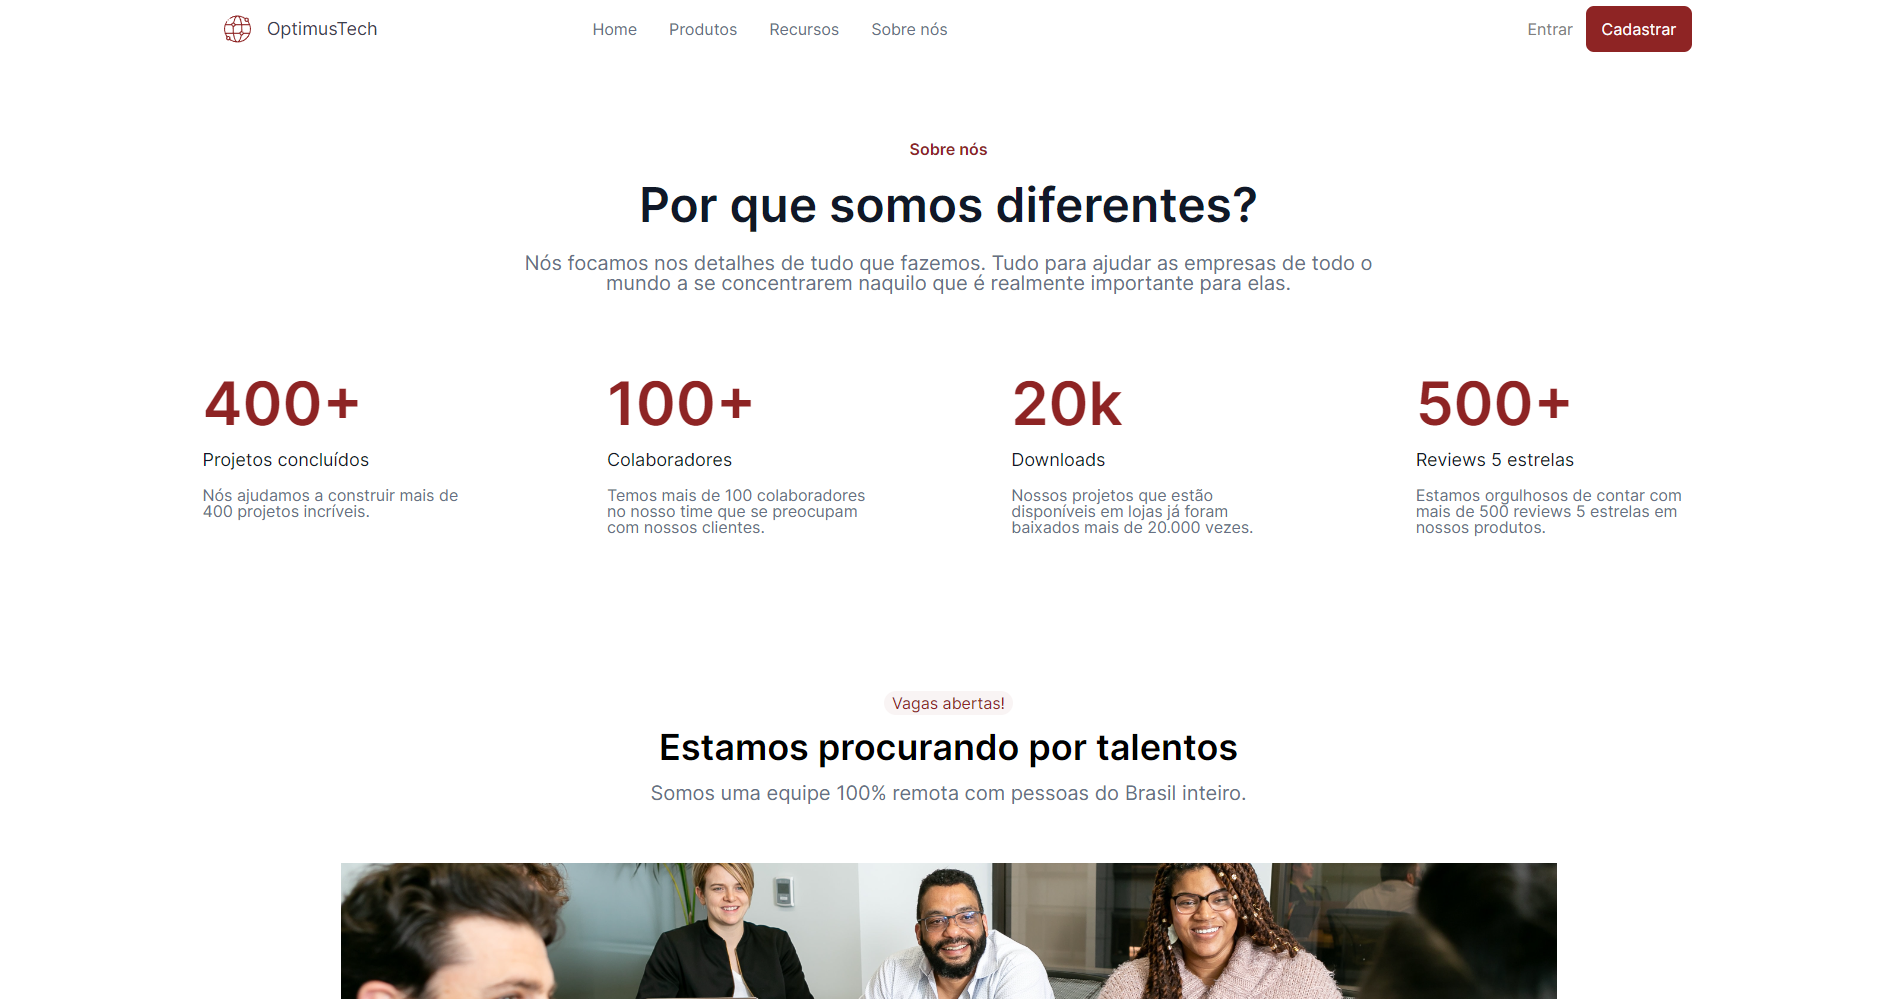 OptimusTech
Home
Produtos
Recursos
Sobre nós
Entrar
Cadastrar
Sobre nós
Por que somos diferentes?
Nós focamos nos detalhes de tudo que fazemos. Tudo para ajudar as empresas de todo o
mundo a se concentrarem naquilo que é realmente importante para elas.
400+
Projetos concluídos
Nós ajudamos a construir mais de
400 projetos incríveis.
100+
Colaboradores
Temos mais de 100 colaboradores
no nosso time que se preocupam
com nossos clientes.
20k
Downloads
Nossos projetos que estão
disponíveis em lojas já foram
baixados mais de 20.000 vezes.
500+
Reviews 5 estrelas
Estamos orgulhosos de contar com
mais de 500 reviews 5 estrelas em
nossos produtos.
Vagas abertas!
Estamos procurando por talentos
Somos uma equipe 100% remota com pessoas do Brasil inteiro.